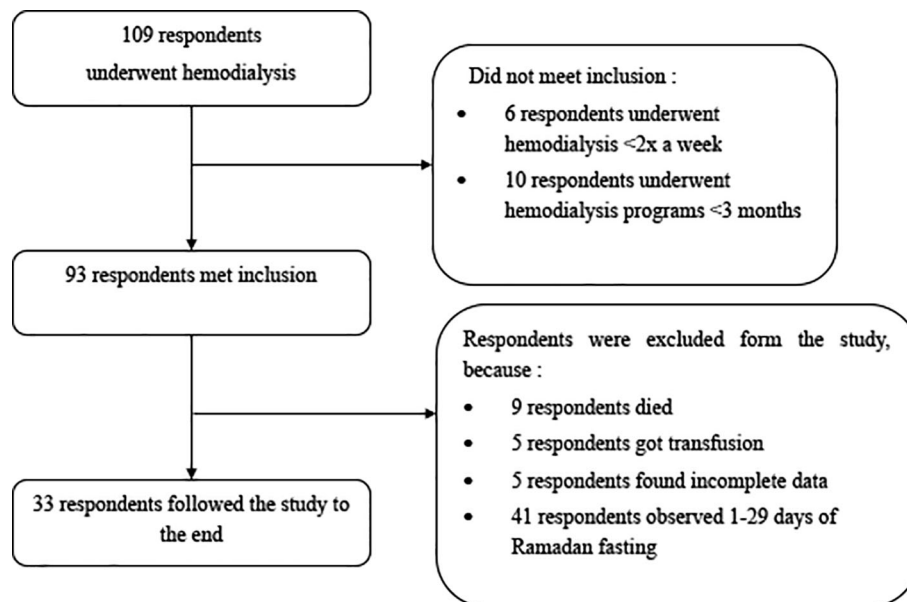 109 respondents
underwent hemodialysis
Did not meet inclusion :
• 6 respondents underwent
hemodialysis <2x a week
• 10 respondents underwent
hemodialysis programs <3 months
93 respondents met inclusion
Respondents were excluded form the study,
because :
• 9 respondents died
• 5 respondents got transfusion
• 5 respondents found incomplete data
• 41 respondents observed 1-29 days of
Ramadan fasting
33 respondents followed the study to
the end